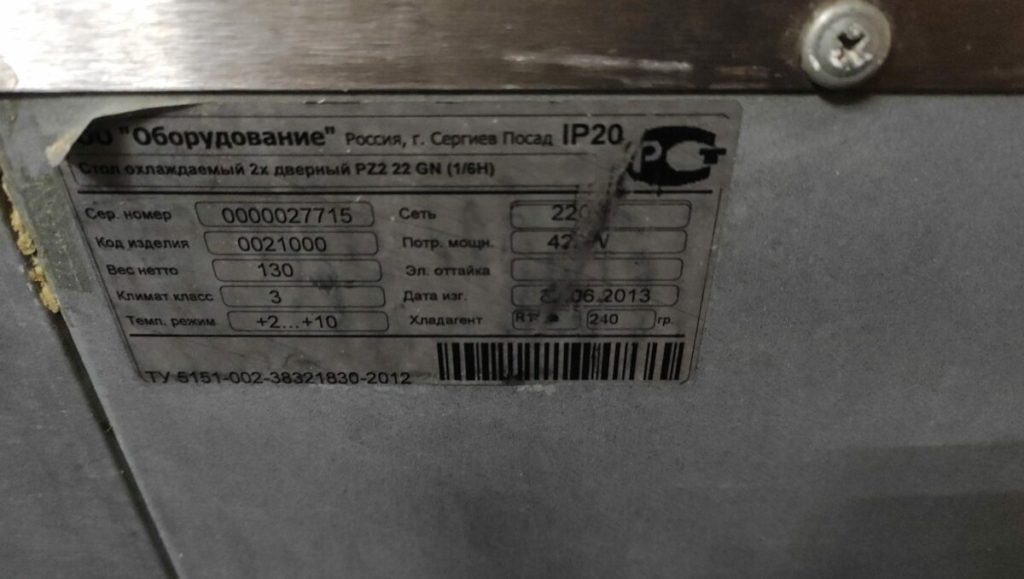 "Оборудование" Россия, г. Сергиев Посад IP20
Стол охлаждаемый 2х дверный PZ2 22 GN (1/6H)
Сер. номер 0000027715 Сеть
Код изделия 0021000 Потр. мощн.
Вес нетто 130 Эл. оттайка
Климат класс 3 Дата изг. .06.2013
Темп. режим +2...+10 Хладагент 240 гр.
ТУ 5151-002-38321830-2012